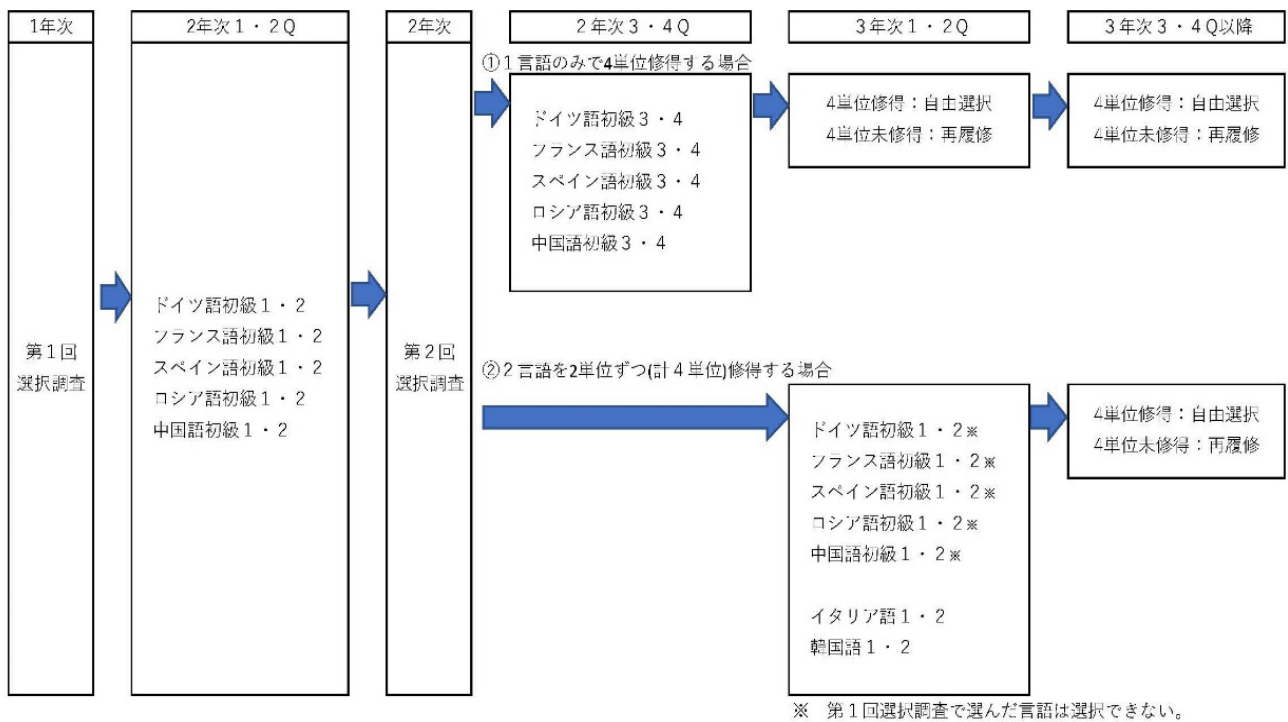 1年次
2年次１・２Q
2年次
２年次３・４Q
３年次１・２Q
３年次３・４Q以降
第１回
選択調査
ドイツ語初級１・２
フランス語初級１・２
スペイン語初級１・２
ロシア語初級１・２
中国語初級１・２
第２回
選択調査
①１言語のみで4単位修得する場合
ドイツ語初級３・４
フランス語初級３・４
スペイン語初級３・４
ロシア語初級３・４
中国語初級３・４
4単位修得：自由選択
4単位未修得：再履修
4単位修得：自由選択
4単位未修得：再履修
②２言語を2単位ずつ(計４単位)修得する場合
ドイツ語初級１・２※
フランス語初級１・２※
スペイン語初級１・２※
ロシア語初級１・２※
中国語初級１・２※
イタリア語１・２
韓国語１・２
4単位修得：自由選択
4単位未修得：再履修
※　第１回選択調査で選んだ言語は選択できない。